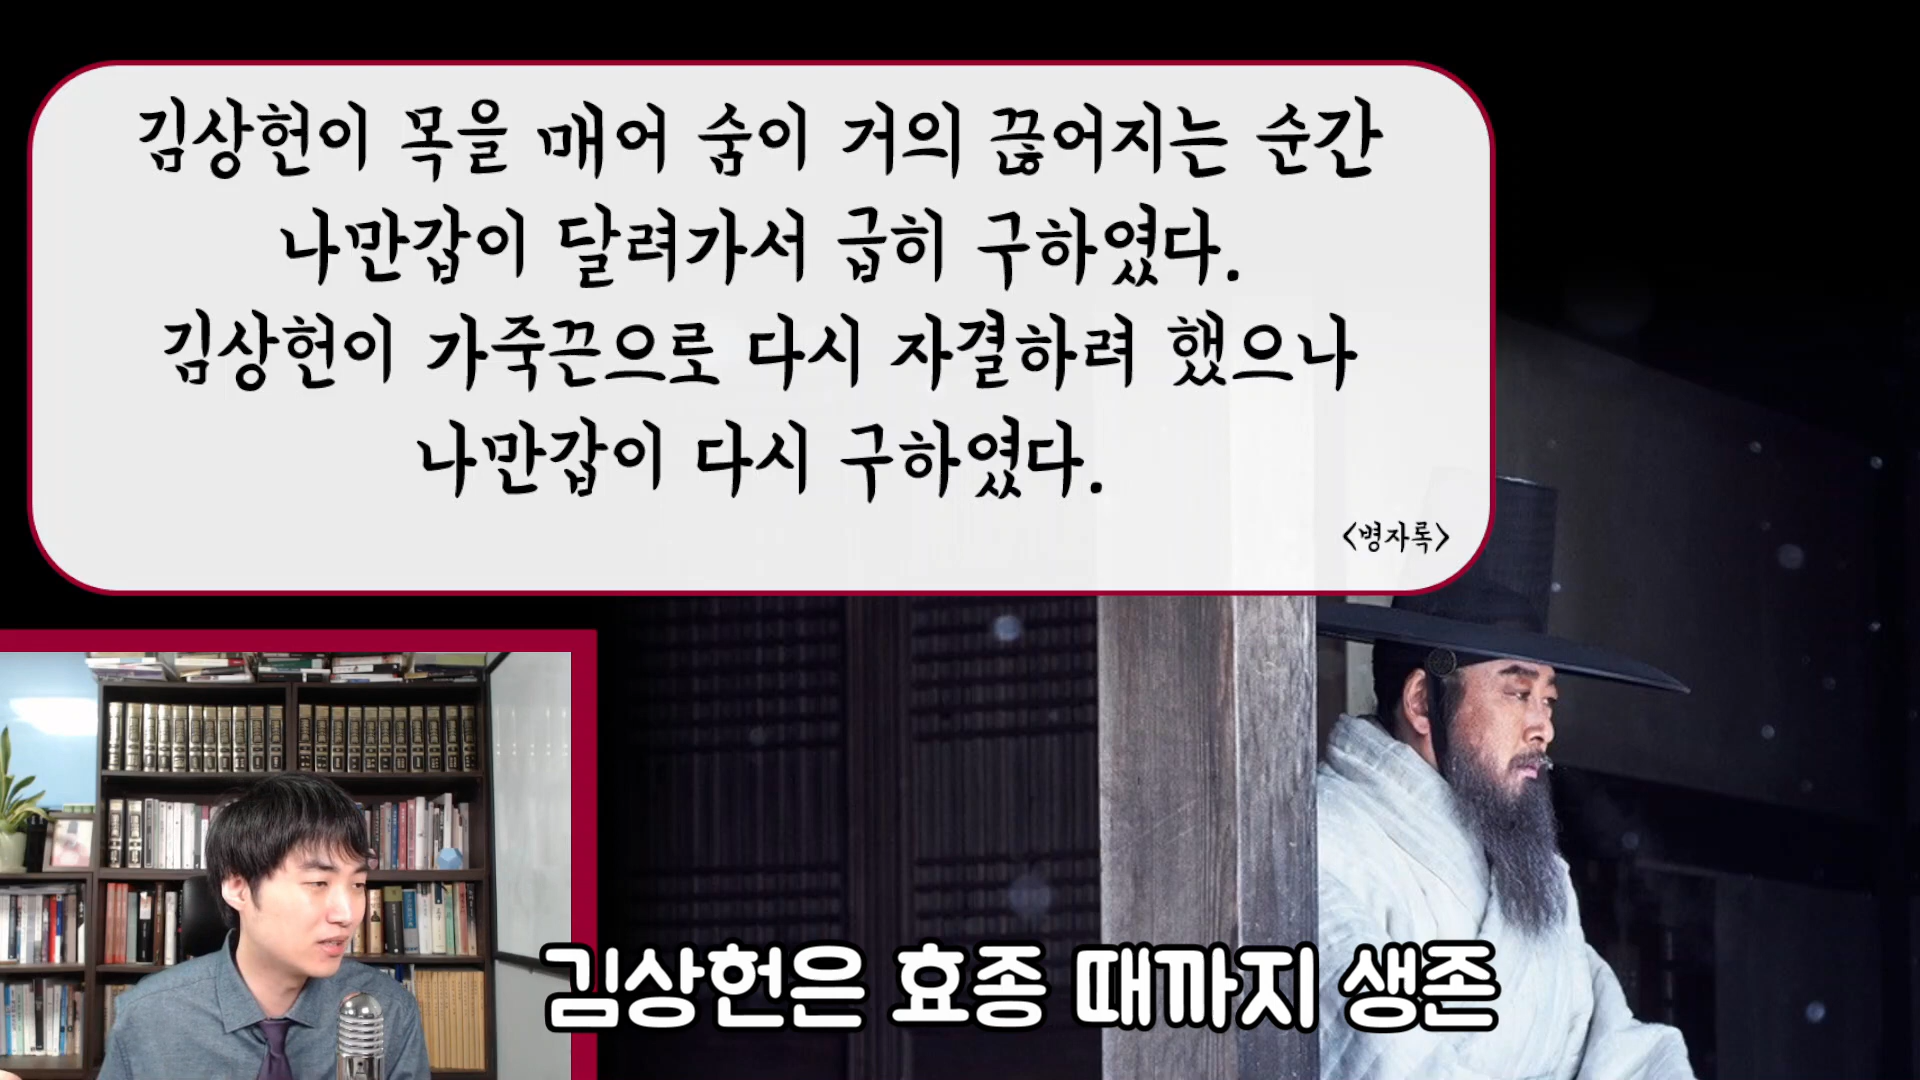 김상헌이 목을 매어 숨이 거의 끊어지는 순간
나만갑이 달려가서 급히 구하였다.
김상헌이 가죽끈으로 다시 자결하려 했으나
나만갑이 다시 구하였다.
<병자록>
김상헌은 효종 때까지 생존